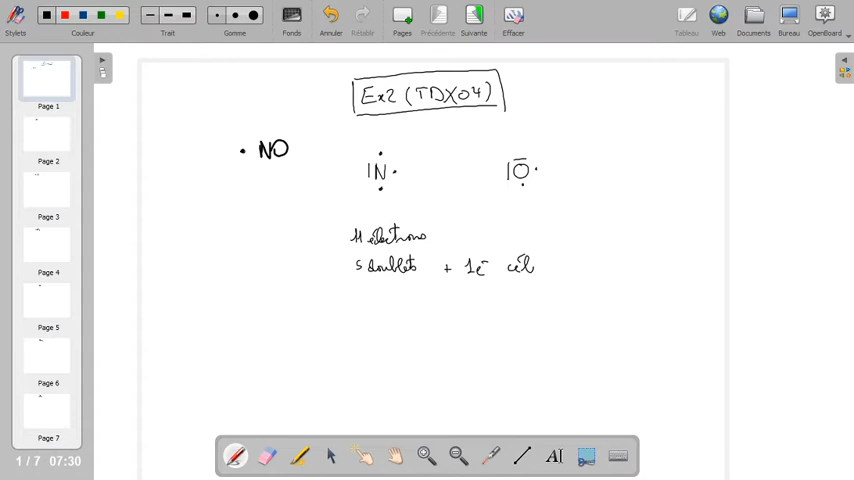 Stylets
Couleur
Trait
Gomme
Fonds
Annuler
Rétablir
Pages
Précédente
Suivante
Effacer
Tableau
Web
Documents
Bureau
OpenBoard
Page 1
Page 2
Page 3
Page 4
Page 5
Page 6
Page 7
1 / 7 07:30
Ex2 (TDX04)
• NO
|N
|O
11 électrons
5 doublets + 1e⁻ cél
AI